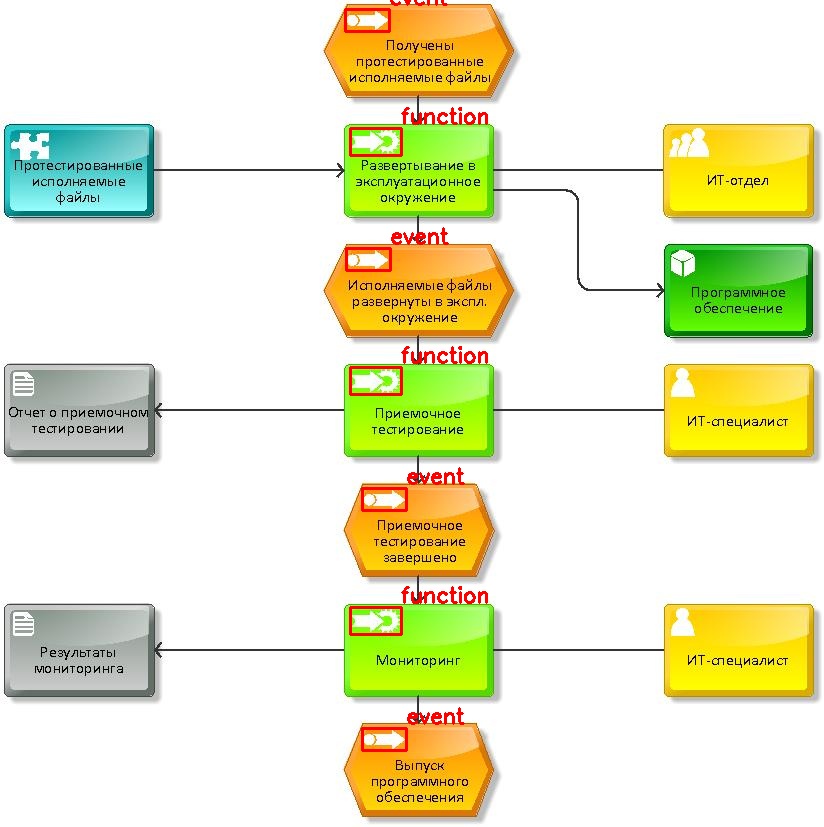 event
Получены
протестированные
исполняемые файлы
function
Протестированные
исполняемые
файлы
Развертывание в
эксплуатационное
окружение
ИТ-отдел
event
Исполняемые файлы
развернуты в экспл.
окружение
Программное
обеспечение
function
Отчет о приемочном
тестировании
Приемочное
тестирование
ИТ-специалист
event
Приемочное
тестирование
завершено
function
Результаты
мониторинга
Мониторинг
ИТ-специалист
event
Выпуск
программного
обеспечения